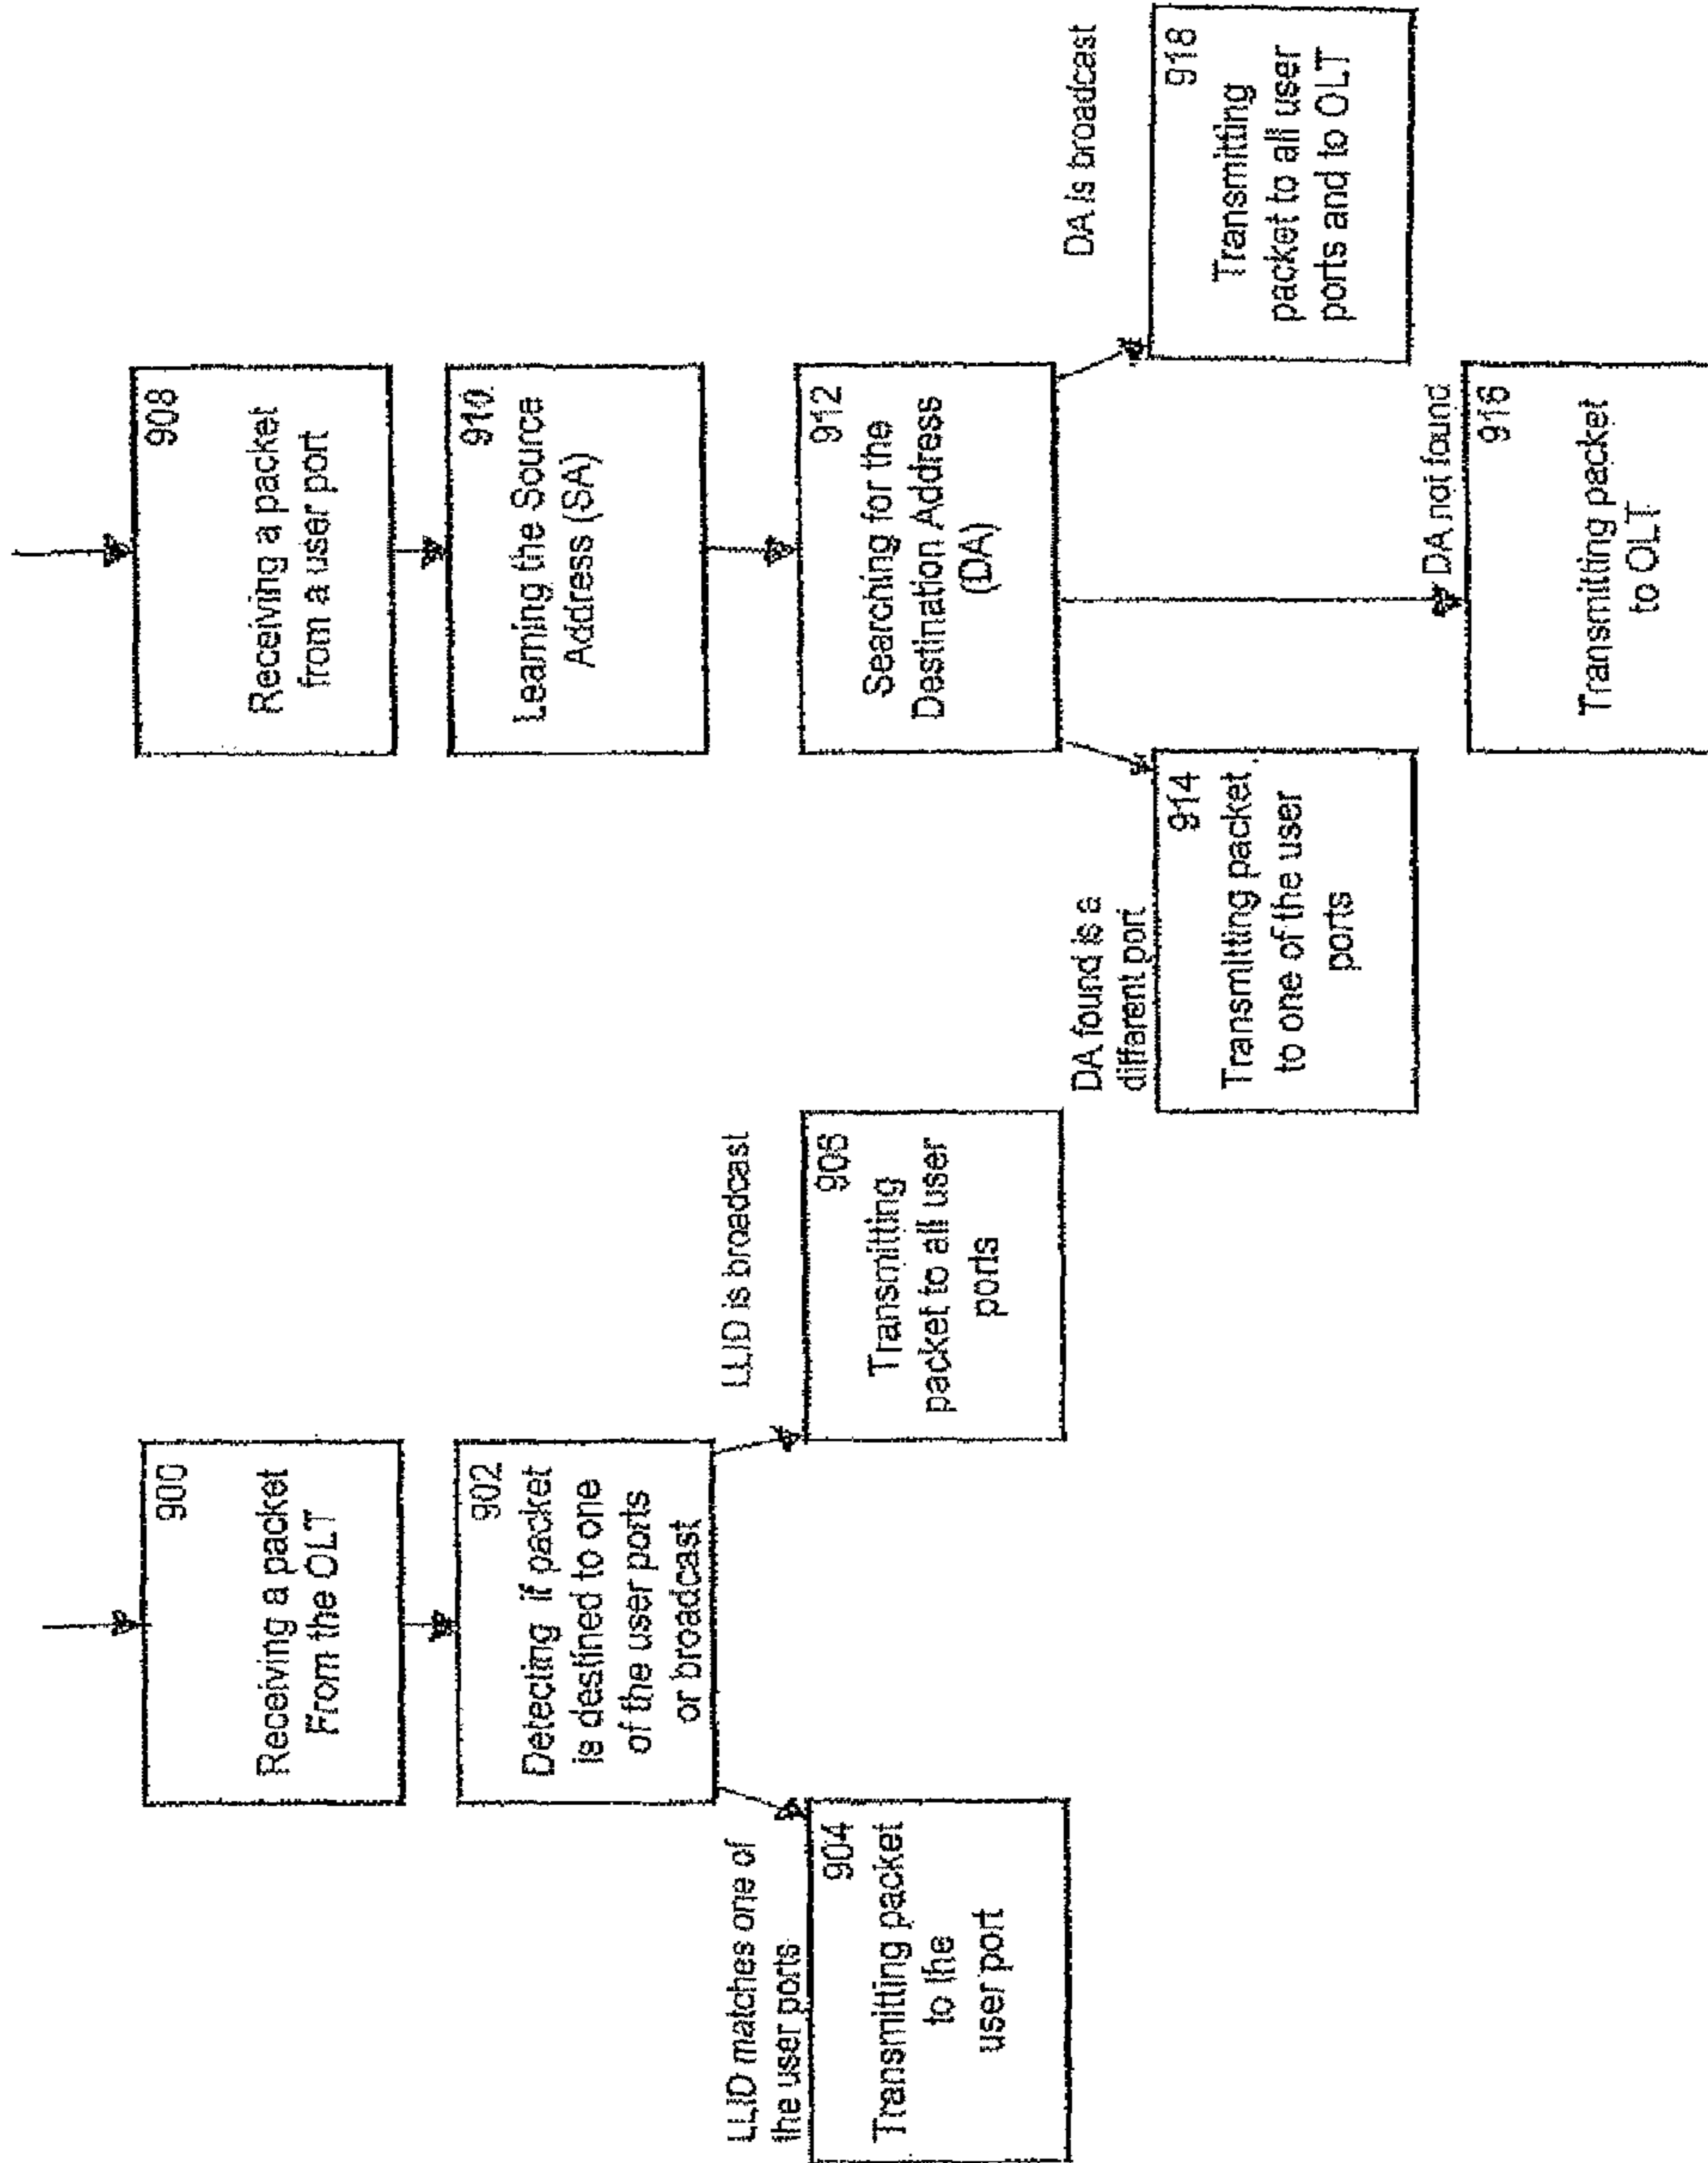 900
Receiving a packet
From the OLT
902
Detecting if packet
is destined to one
of the user ports
or broadcast
LLID matches one of
the user ports
904
Transmitting packet
to the
user port
LLID is broadcast
906
Transmitting
packet to all user
ports
908
Receiving a packet
from a user port
910
Learning the Source
Address (SA)
912
Searching for the
Destination Address
(DA)
DA found is a
different port
914
Transmitting packet
to one of the user
ports
DA not found
916
Transmitting packet
to OLT
DA is broadcast
918
Transmitting
packet to all user
ports and to OLT